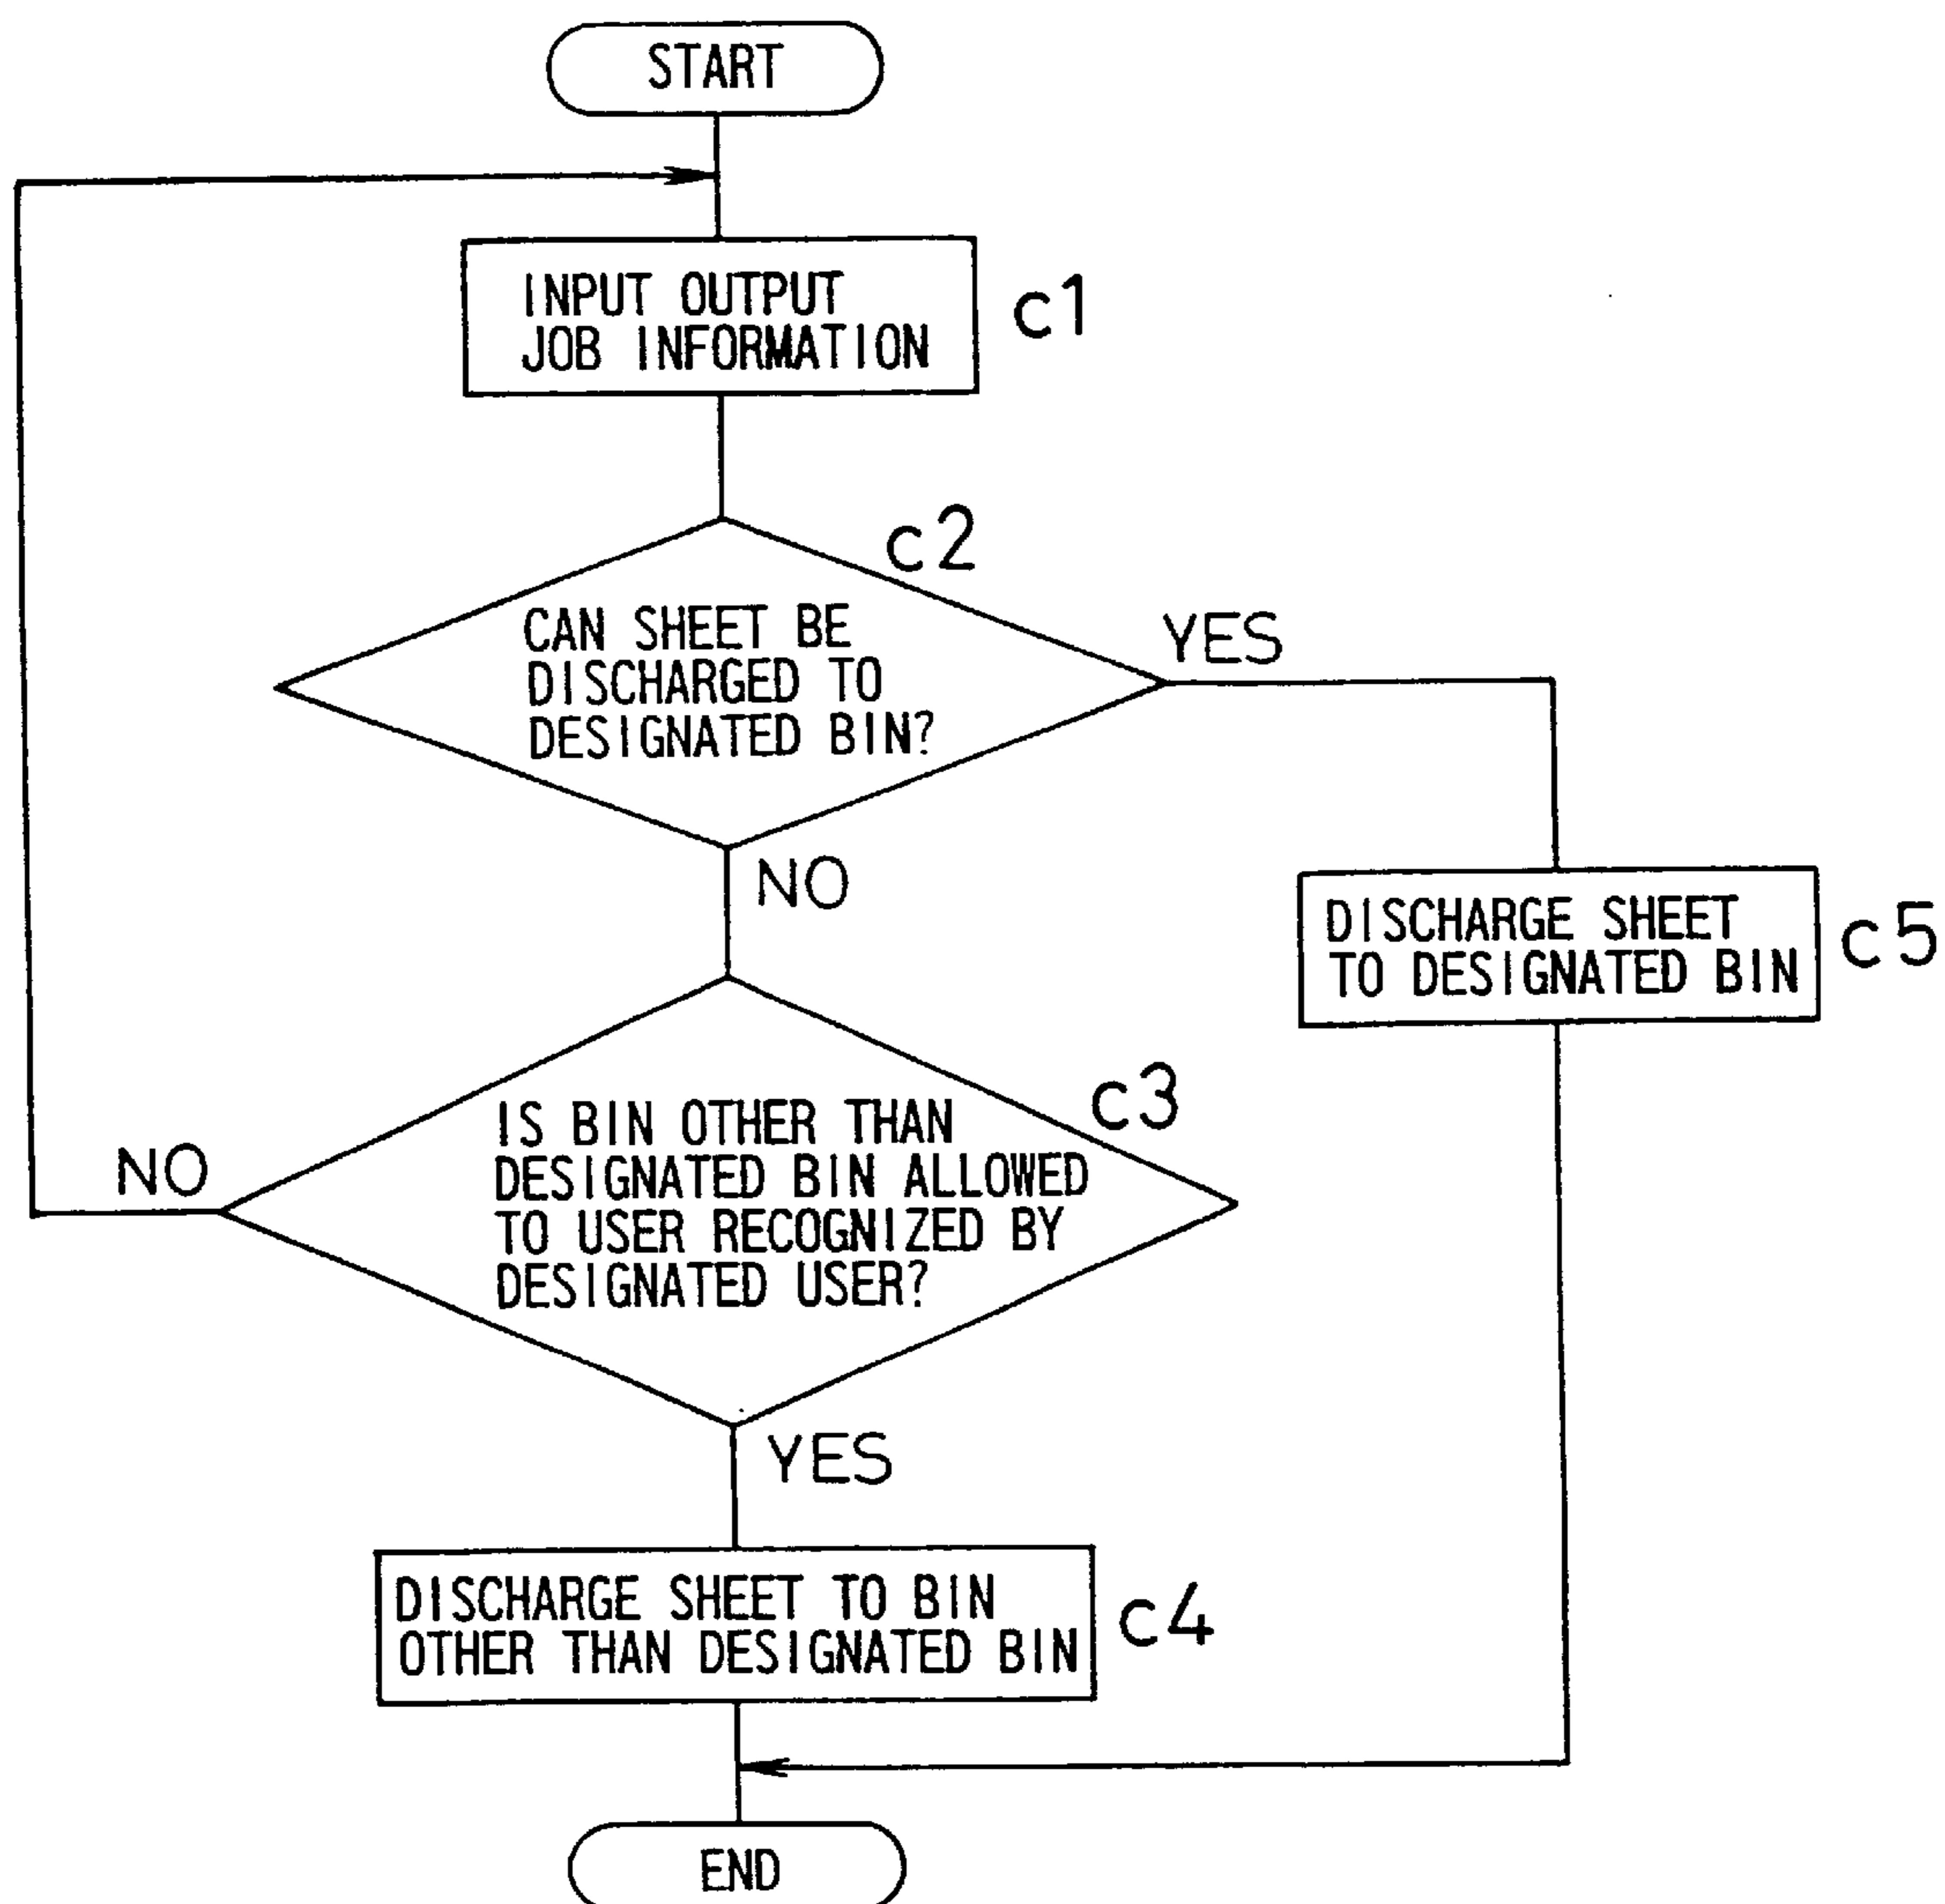 START
INPUT OUTPUT
JOB INFORMATION
c1
c2
CAN SHEET BE
DISCHARGED TO
DESIGNATED BIN?
YES
NO
DISCHARGE SHEET
TO DESIGNATED BIN
c5
c3
IS BIN OTHER THAN
DESIGNATED BIN ALLOWED
TO USER RECOGNIZED BY
DESIGNATED USER?
NO
YES
DISCHARGE SHEET TO BIN
OTHER THAN DESIGNATED BIN
c4
END